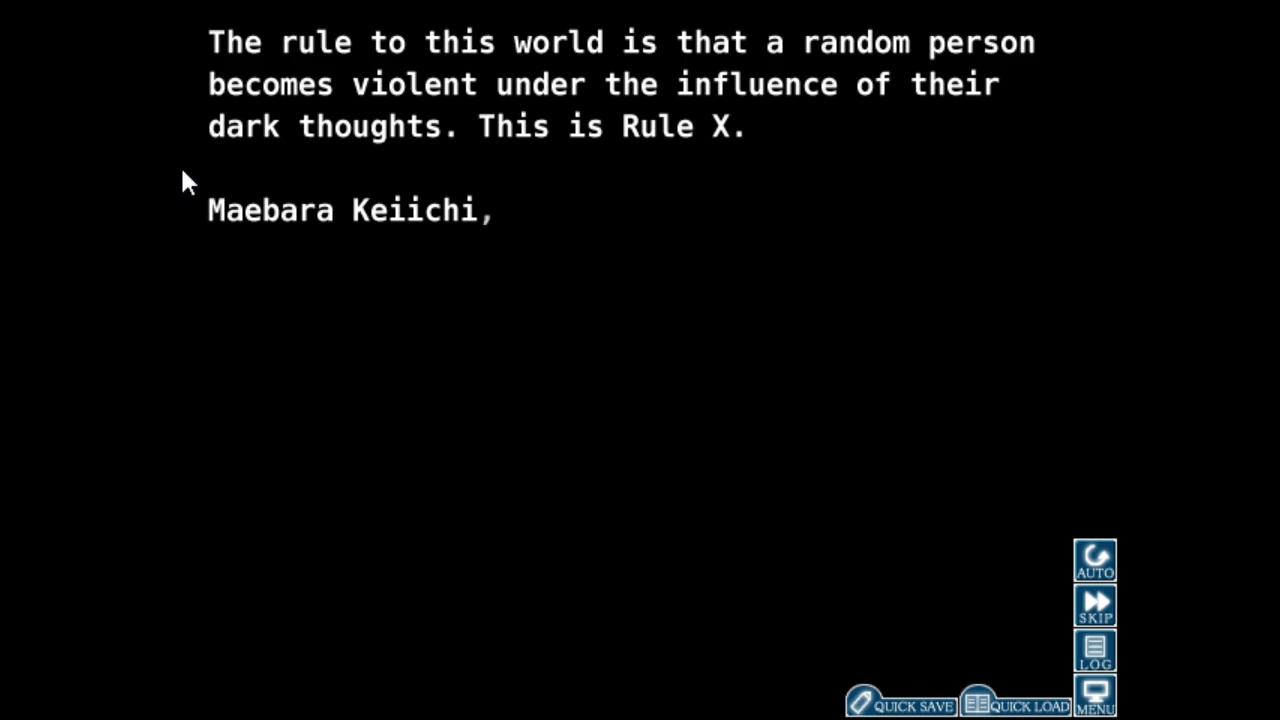 The rule to this world is that a random person
becomes violent under the influence of their
dark thoughts. This is Rule X.
Maebara Keiichi,
AUTO
SKIP
LOG
QUICK SAVE
QUICK LOAD
MENU